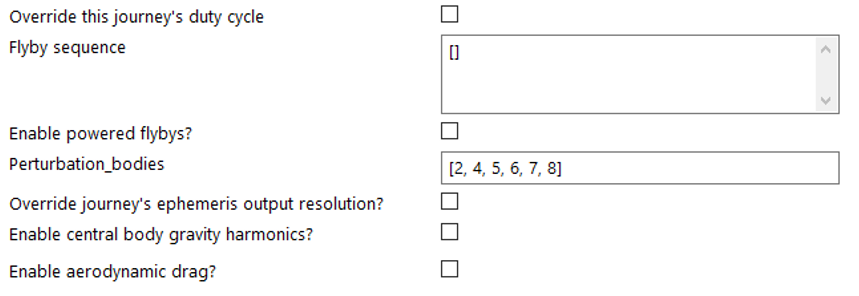 Override this journey's duty cycle
Flyby sequence
[]
Enable powered flybys?
Perturbation_bodies
[2, 4, 5, 6, 7, 8]
Override journey's ephemeris output resolution?
Enable central body gravity harmonics?
Enable aerodynamic drag?